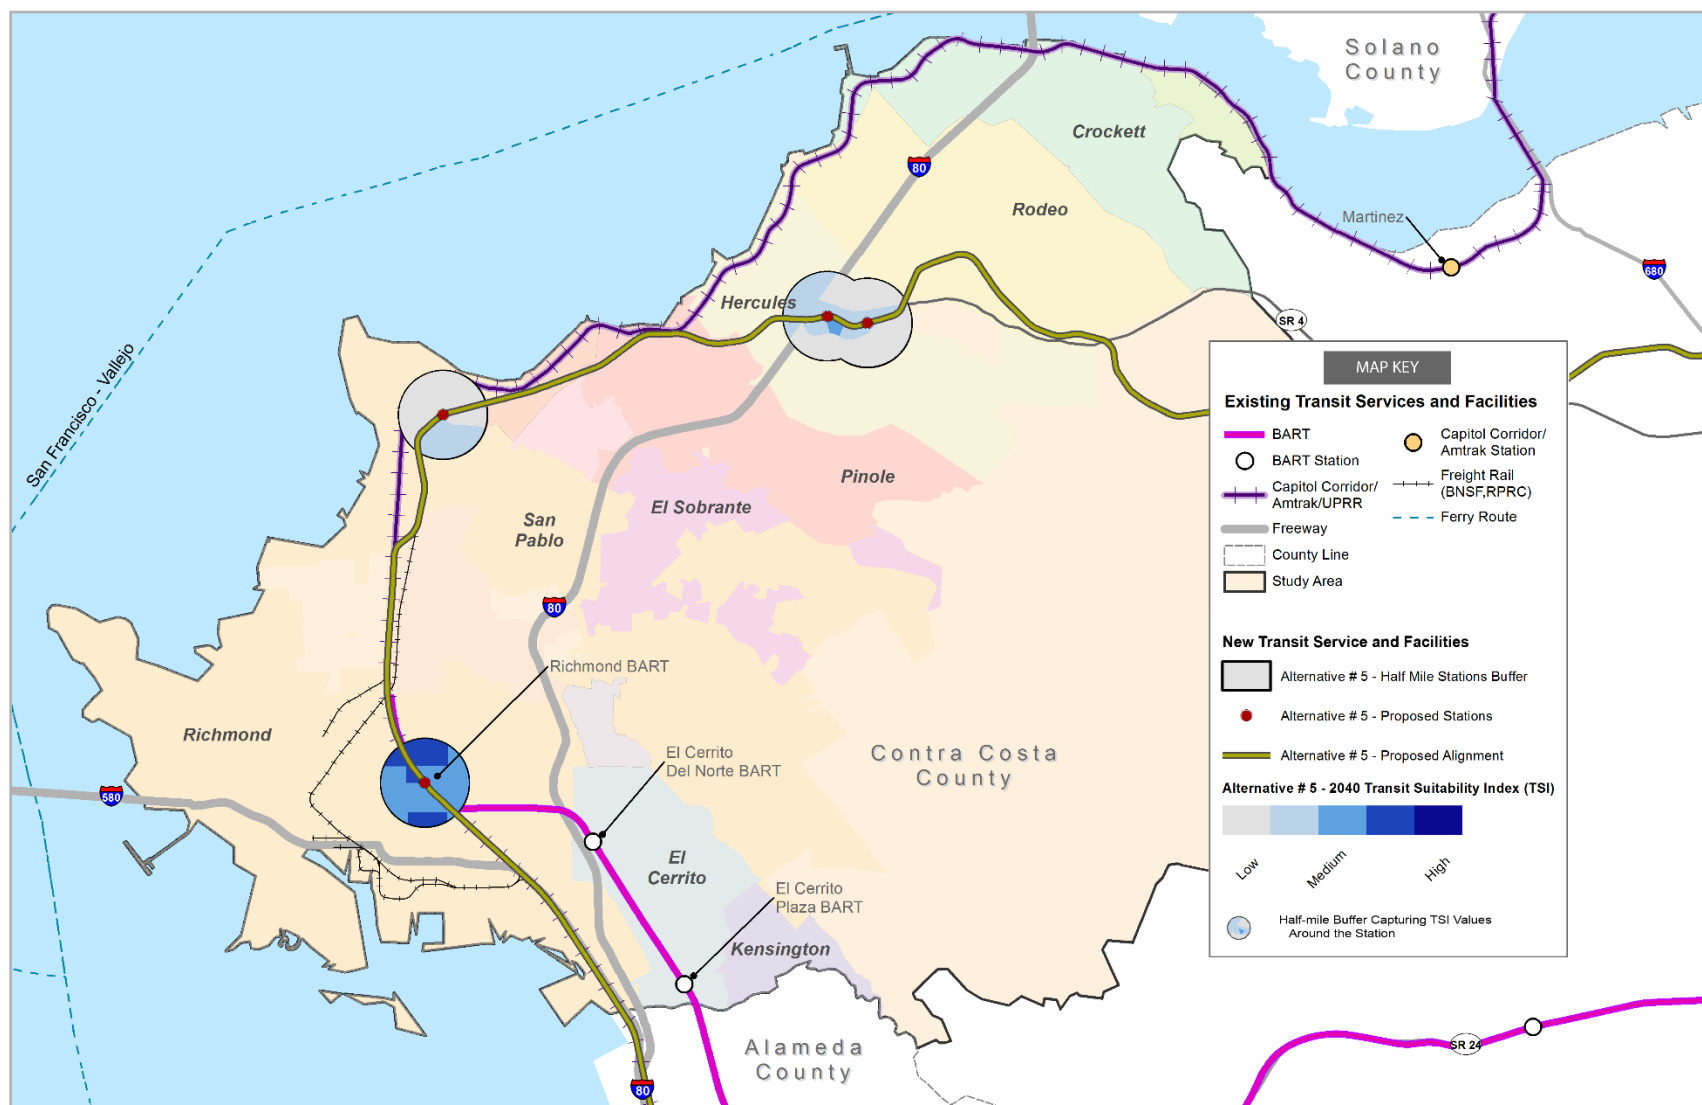 Solano
County
Crockett
80
Rodeo
Martinez
680
Hercules
SR 4
San Francisco - Vallejo
Pinole
El Sobrante
San
Pablo
80
Richmond BART
Richmond
El Cerrito
Del Norte BART
Contra Costa
County
580
El
Cerrito
El Cerrito
Plaza BART
Kensington
Alameda
County
80
SR 24
MAP KEY
Existing Transit Services and Facilities
BART
BART Station
Capitol Corridor/
Amtrak/UPRR
Freeway
County Line
Study Area
Capitol Corridor/
Amtrak Station
Freight Rail
(BNSF,RPRC)
Ferry Route
New Transit Service and Facilities
Alternative # 5 - Half Mile Stations Buffer
Alternative # 5 - Proposed Stations
Alternative # 5 - Proposed Alignment
Alternative # 5 - 2040 Transit Suitability Index (TSI)
Low
Medium
High
Half-mile Buffer Capturing TSI Values
Around the Station